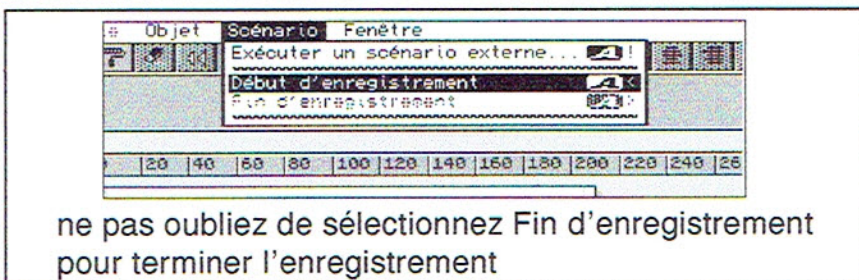 Objet Scénario Fenêtre
Exécuter un scénario externe... A !
Début d'enregistrement A <
Fin d'enregistrement A >
20 40 60 80 100 120 140 160 180 200 220 240 26
ne pas oubliez de sélectionnez Fin d'enregistrement
pour terminer l'enregistrement